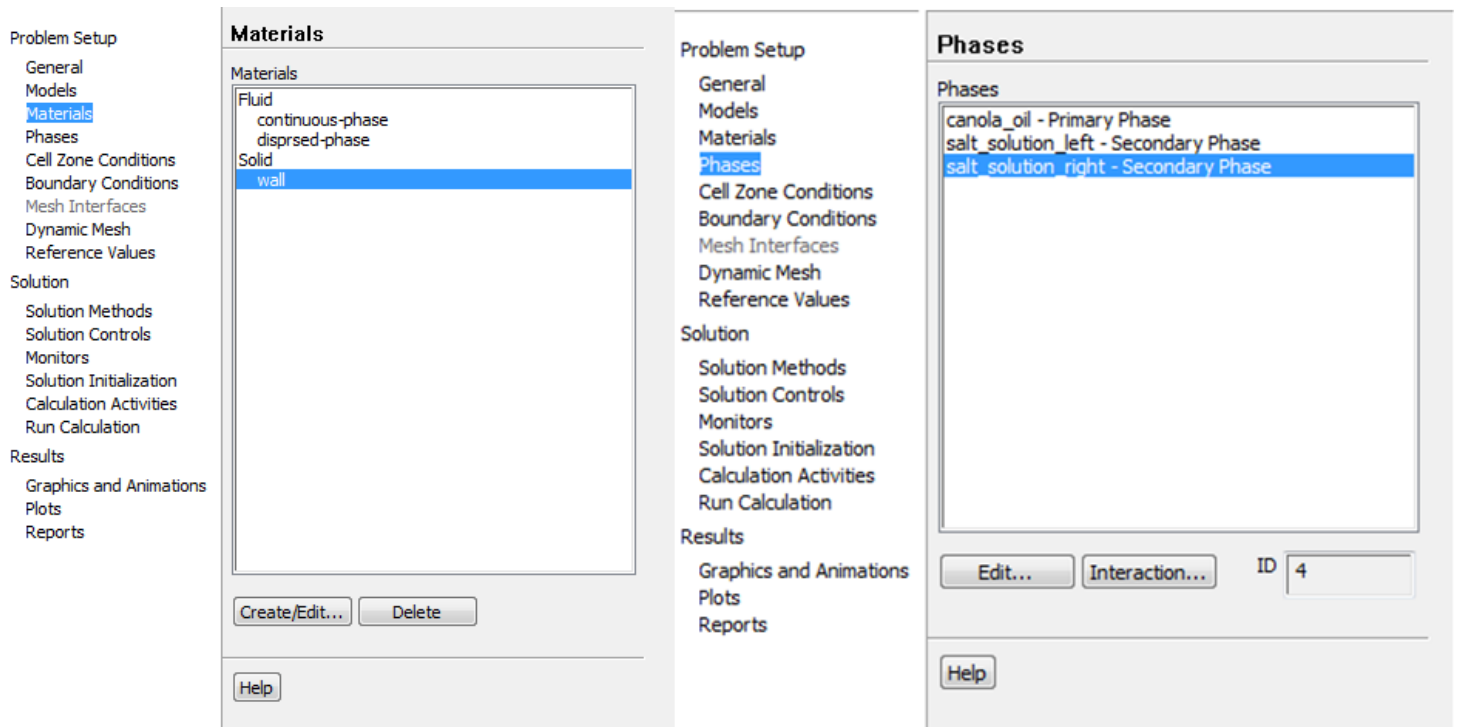 Problem Setup
General
Models
Materials
Phases
Cell Zone Conditions
Boundary Conditions
Mesh Interfaces
Dynamic Mesh
Reference Values
Solution
Solution Methods
Solution Controls
Monitors
Solution Initialization
Calculation Activities
Run Calculation
Results
Graphics and Animations
Plots
Reports
Materials
Materials
Fluid
continuous-phase
disprsed-phase
Solid
wall
Create/Edit...
Delete
Help
Problem Setup
General
Models
Materials
Phases
Cell Zone Conditions
Boundary Conditions
Mesh Interfaces
Dynamic Mesh
Reference Values
Solution
Solution Methods
Solution Controls
Monitors
Solution Initialization
Calculation Activities
Run Calculation
Results
Graphics and Animations
Plots
Reports
Phases
Phases
canola_oil - Primary Phase
salt_solution_left - Secondary Phase
salt_solution_right - Secondary Phase
Edit...
Interaction...
ID
4
Help